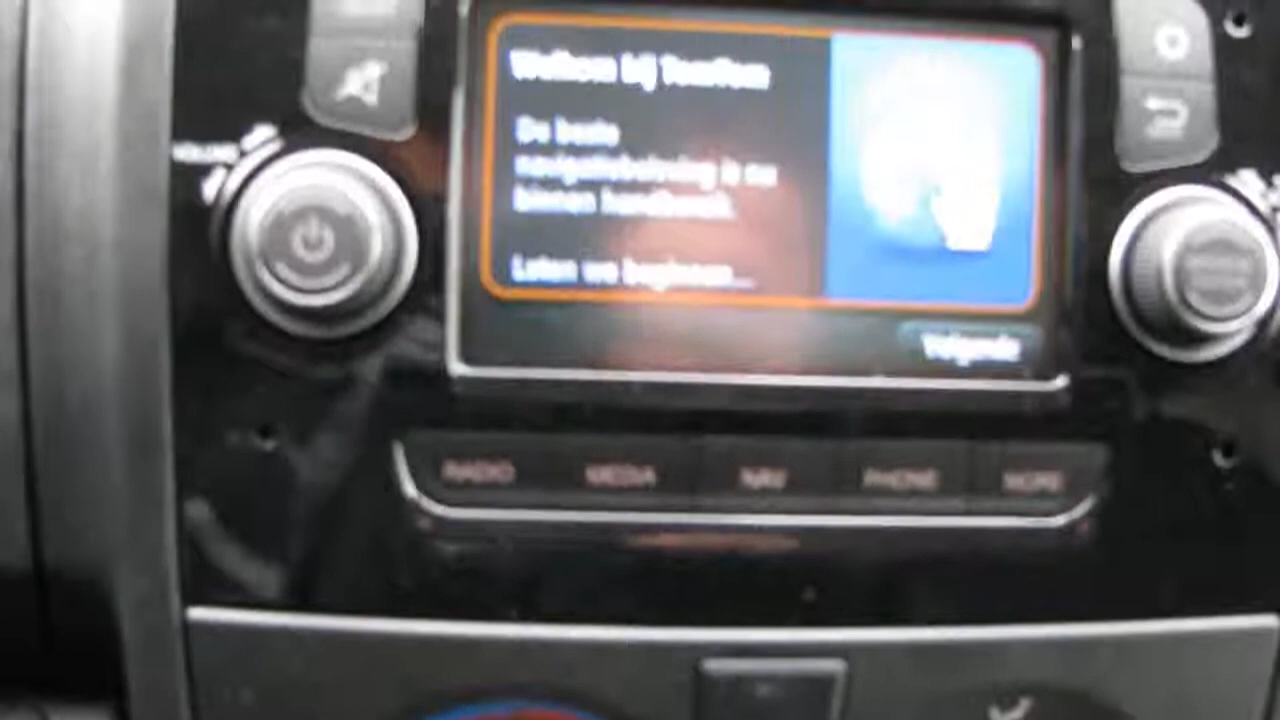 VOLUME
Welkom bij TomTom
De beste
navigatiebeleving is nu
binnen handbereik.
Laten we beginnen...
Volgende
RADIO MEDIA NAV PHONE MORE